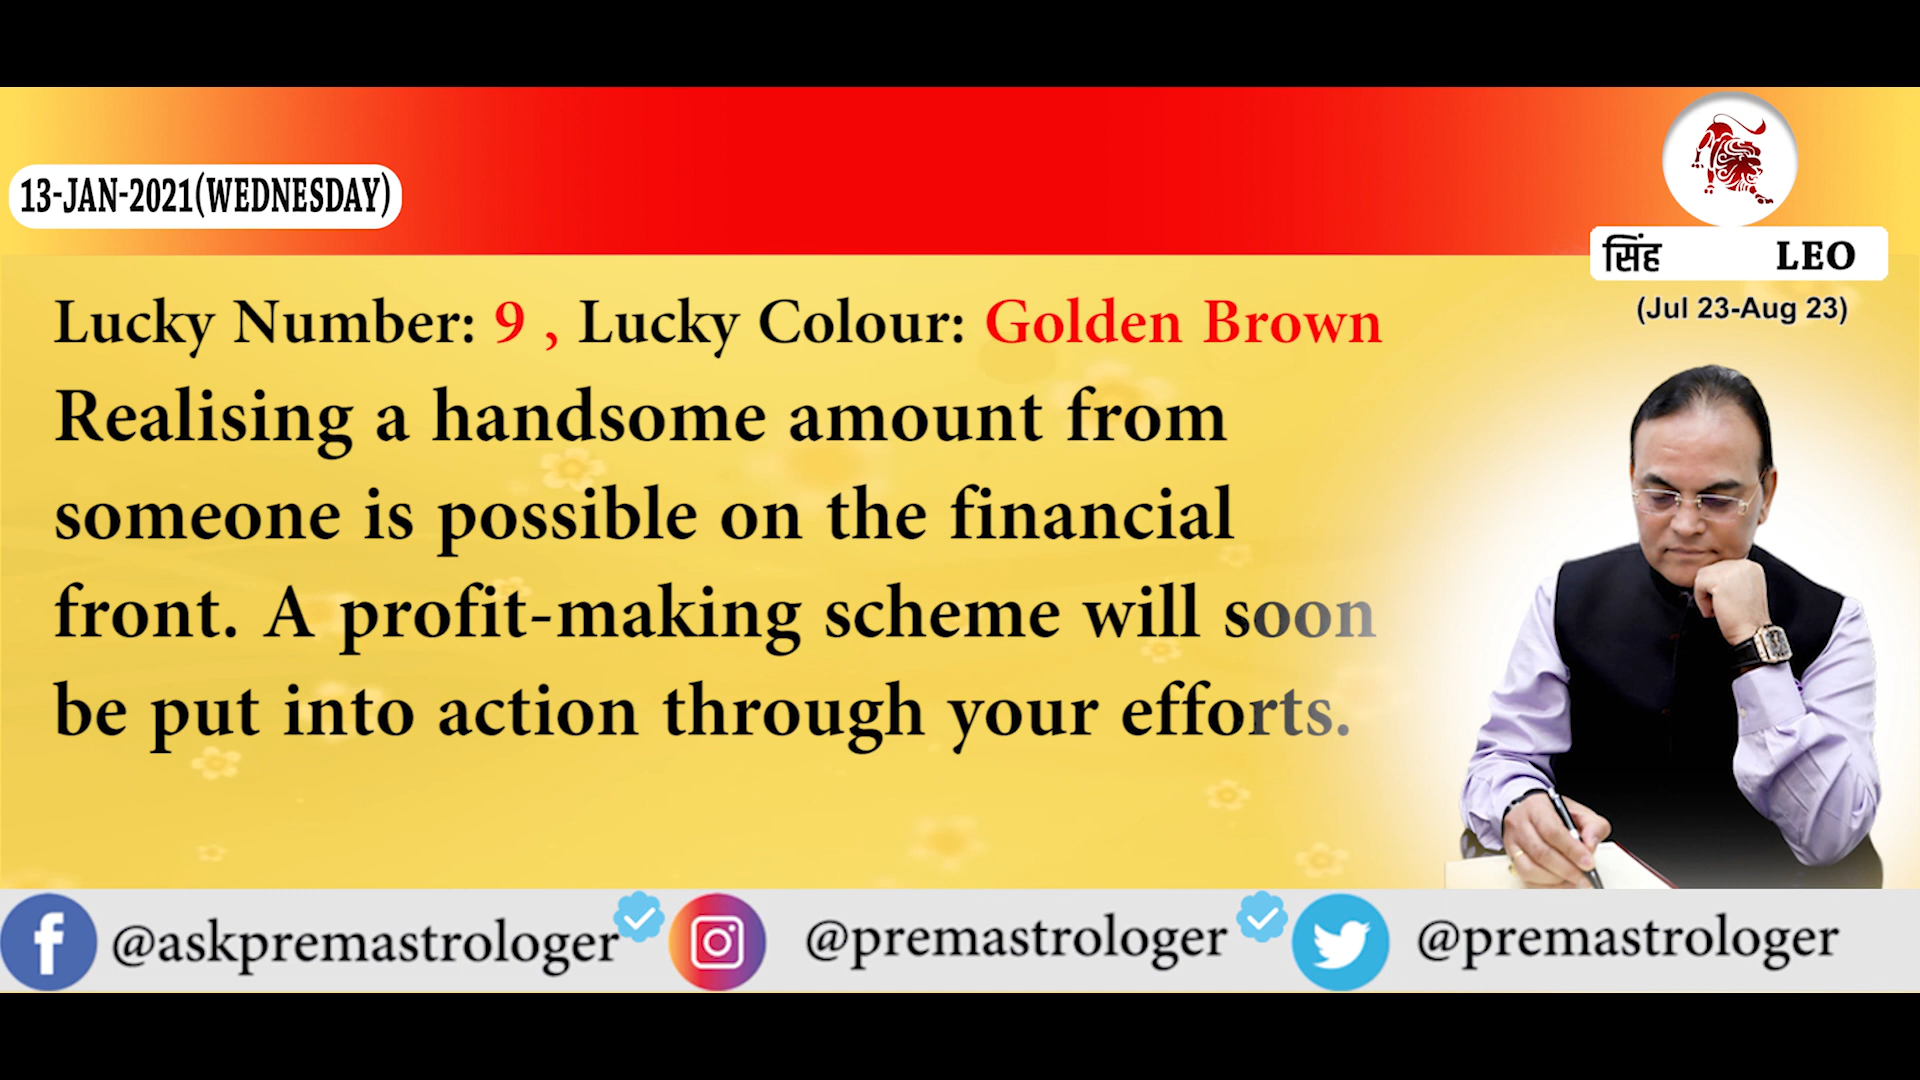 13-JAN-2021(WEDNESDAY)
सिंह LEO
(Jul 23-Aug 23)
Lucky Number: 9 , Lucky Colour: Golden Brown
Realising a handsome amount from
someone is possible on the financial
front. A profit-making scheme will soon
be put into action through your efforts.
@askpremastrologer @premastrologer @premastrologer